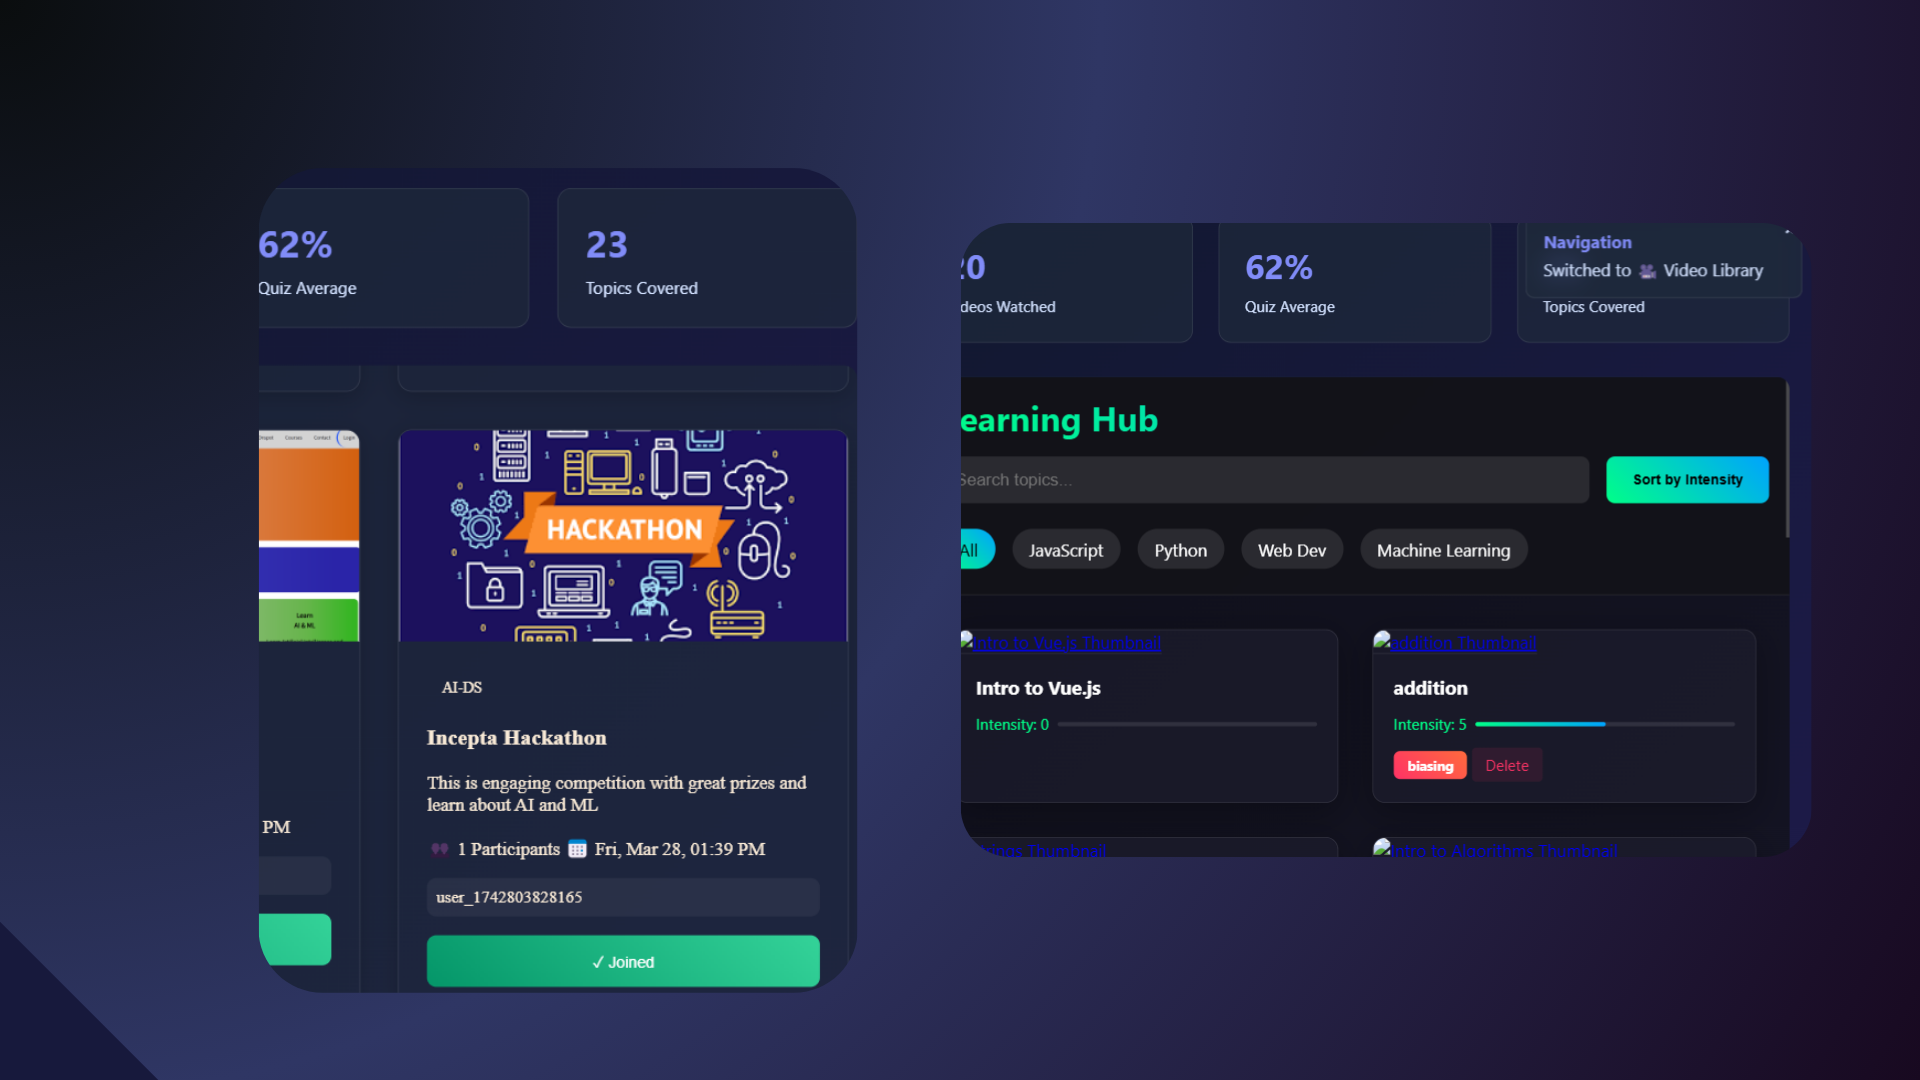 62%
Quiz Average
23
Topics Covered
Courses
Contact
Login
Learn
AI & ML
PM
HACKATHON
AI-DS
Incepta Hackathon
This is engaging competition with great prizes and
learn about AI and ML
1 Participants Fri, Mar 28, 01:39 PM
user_1742803828165
✓ Joined
20
deos Watched
62%
Quiz Average
Navigation
Switched to 🎥 Video Library
Topics Covered
earning Hub
Search topics...
Sort by Intensity
All
JavaScript
Python
Web Dev
Machine Learning
Intro to Vue.js Thumbnail
Intro to Vue.js
Intensity: 0
addition Thumbnail
addition
Intensity: 5
biasing
Delete
ngs Thumbnail
Intro to Algorithms Thumbnail